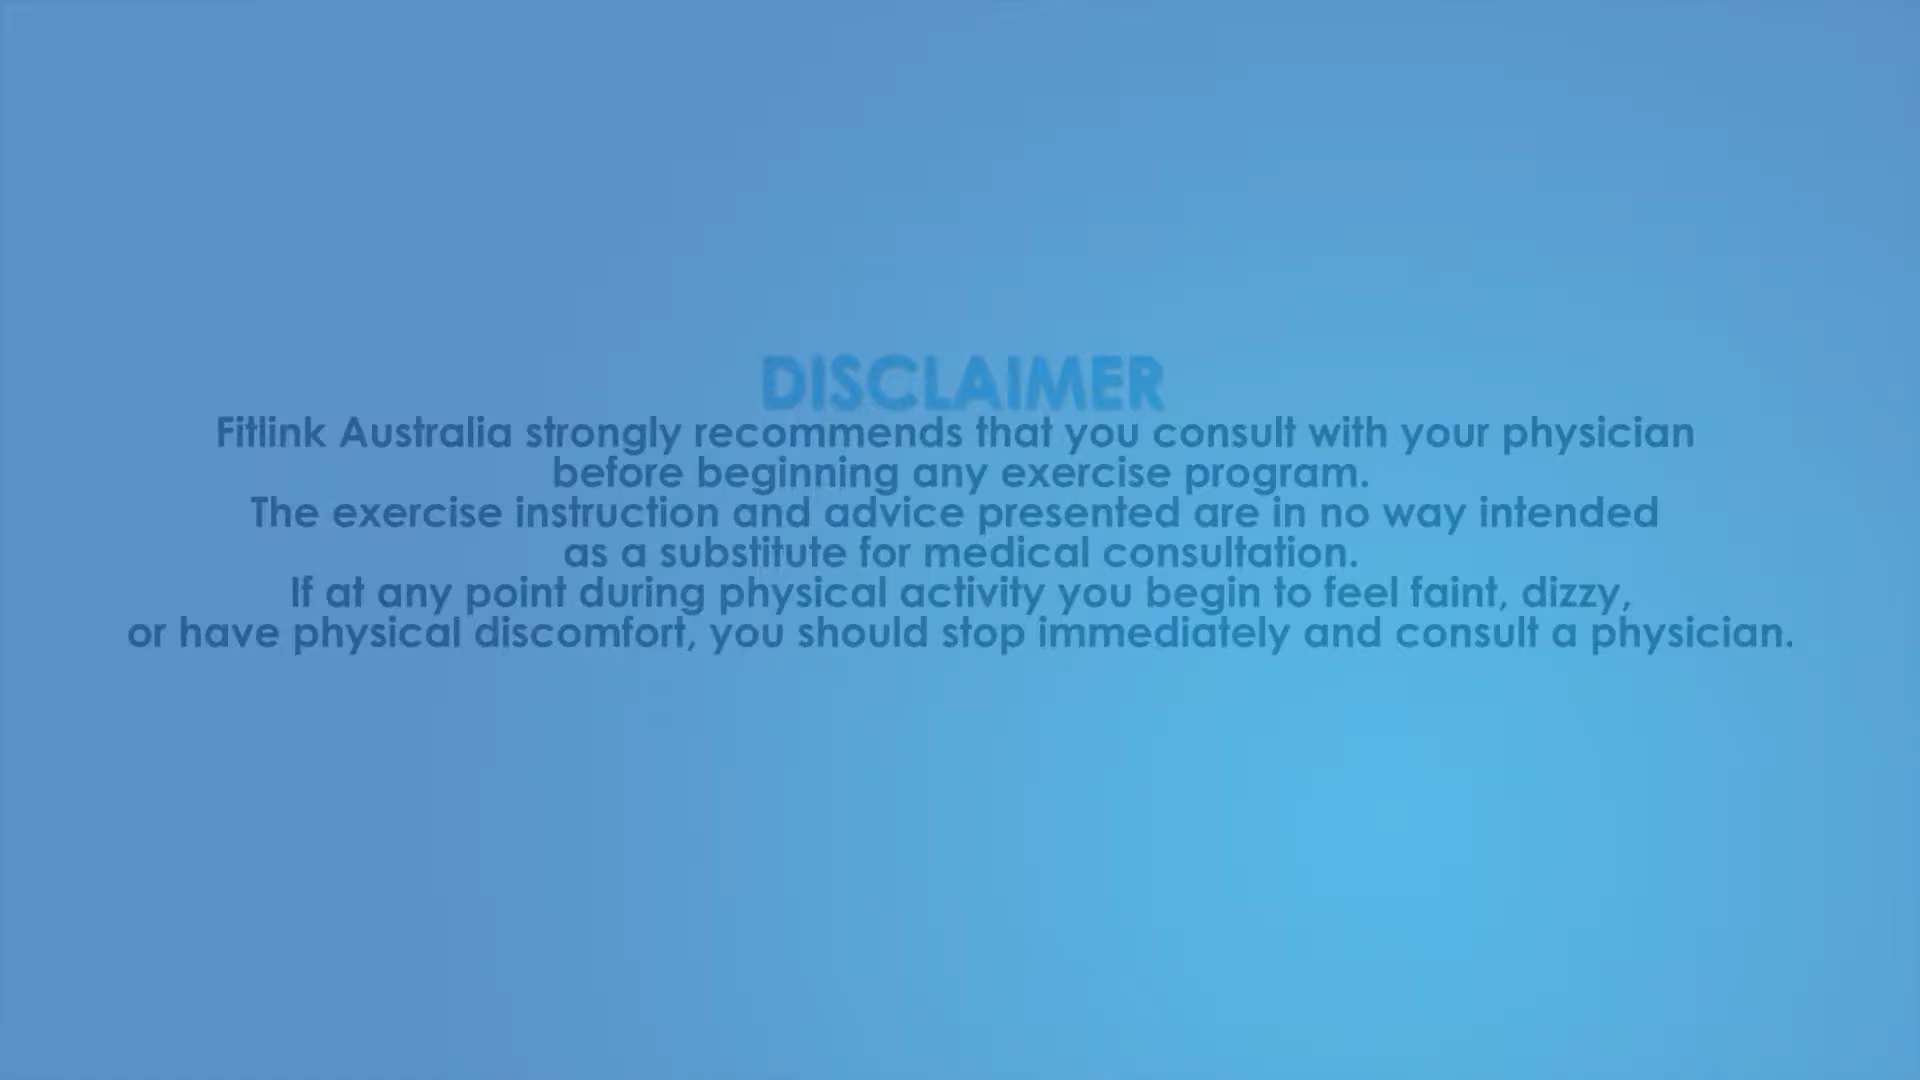 DISCLAIMER
Fitlink Australia strongly recommends that you consult with your physician
before beginning any exercise program.
The exercise instruction and advice presented are in no way intended
as a substitute for medical consultation.
If at any point during physical activity you begin to feel faint, dizzy,
or have physical discomfort, you should stop immediately and consult a physician.